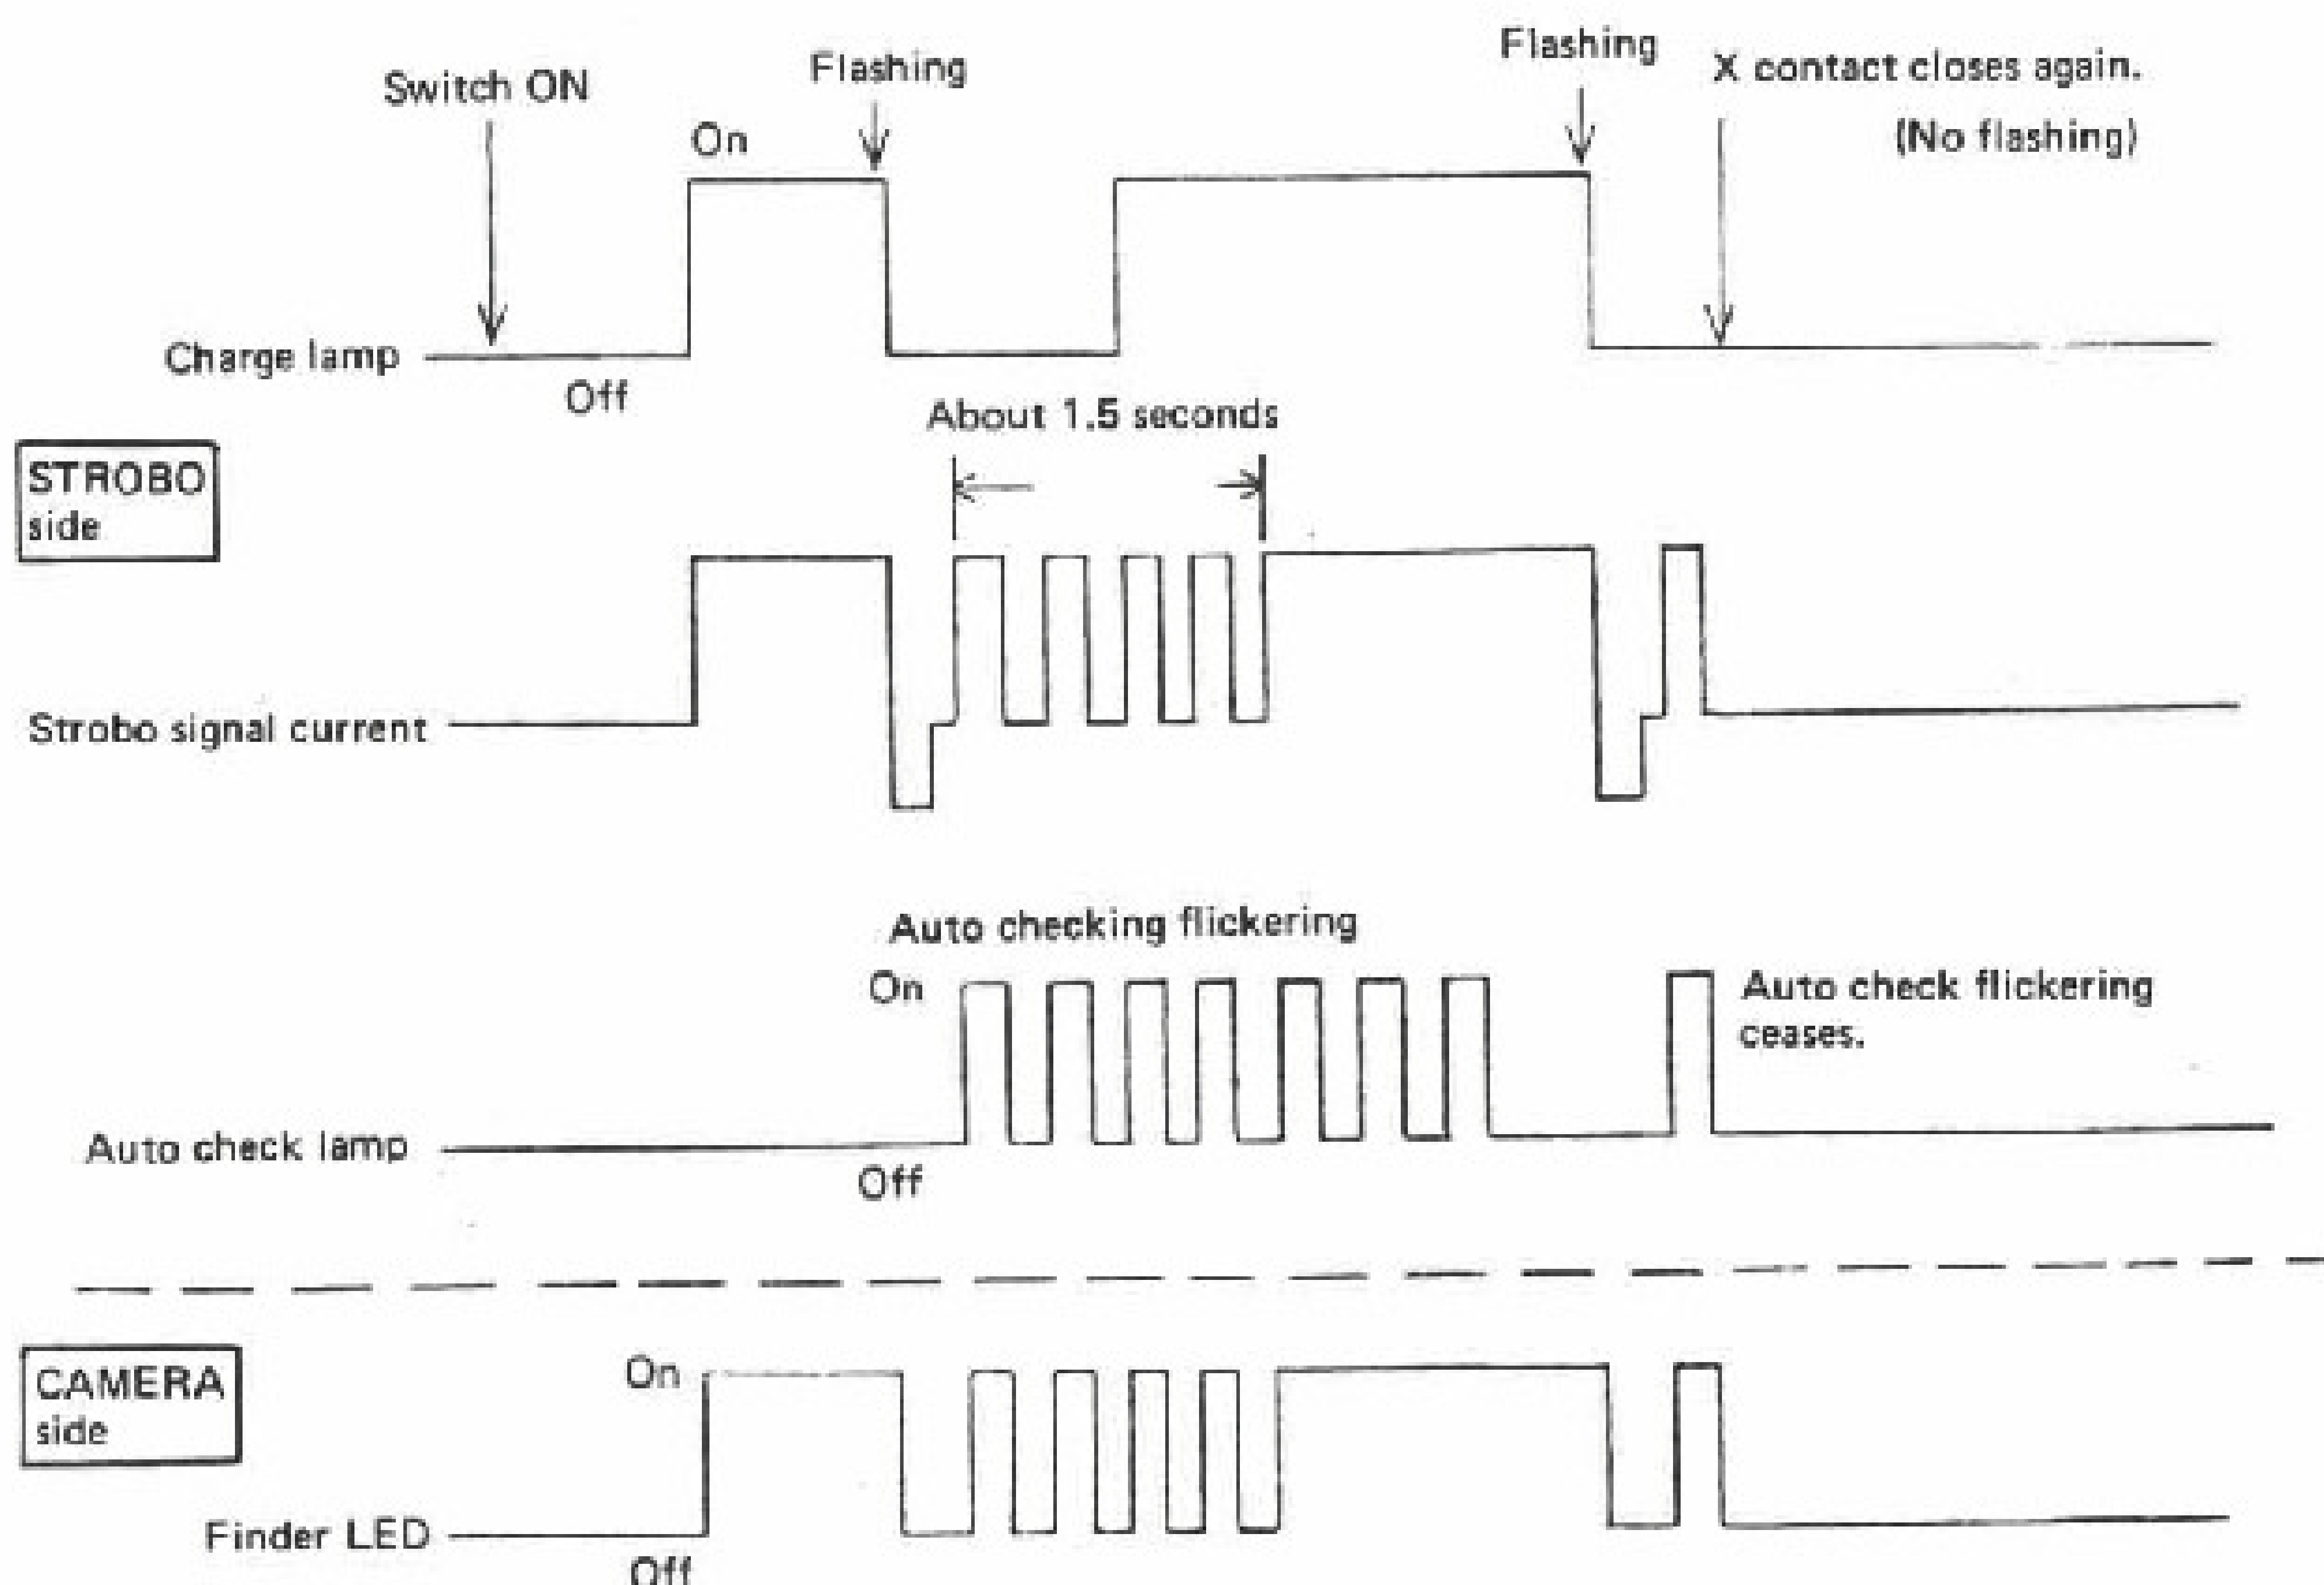 Flashing
Switch ON
Flashing
X contact closes again.
On
(No flashing)
Charge lamp
Off
About 1.5 seconds
STROBO
side
Strobo signal current
Auto checking flickering
On
Auto check flickering
ceases.
Auto check lamp
Off
CAMERA
side
On
Finder LED
Off